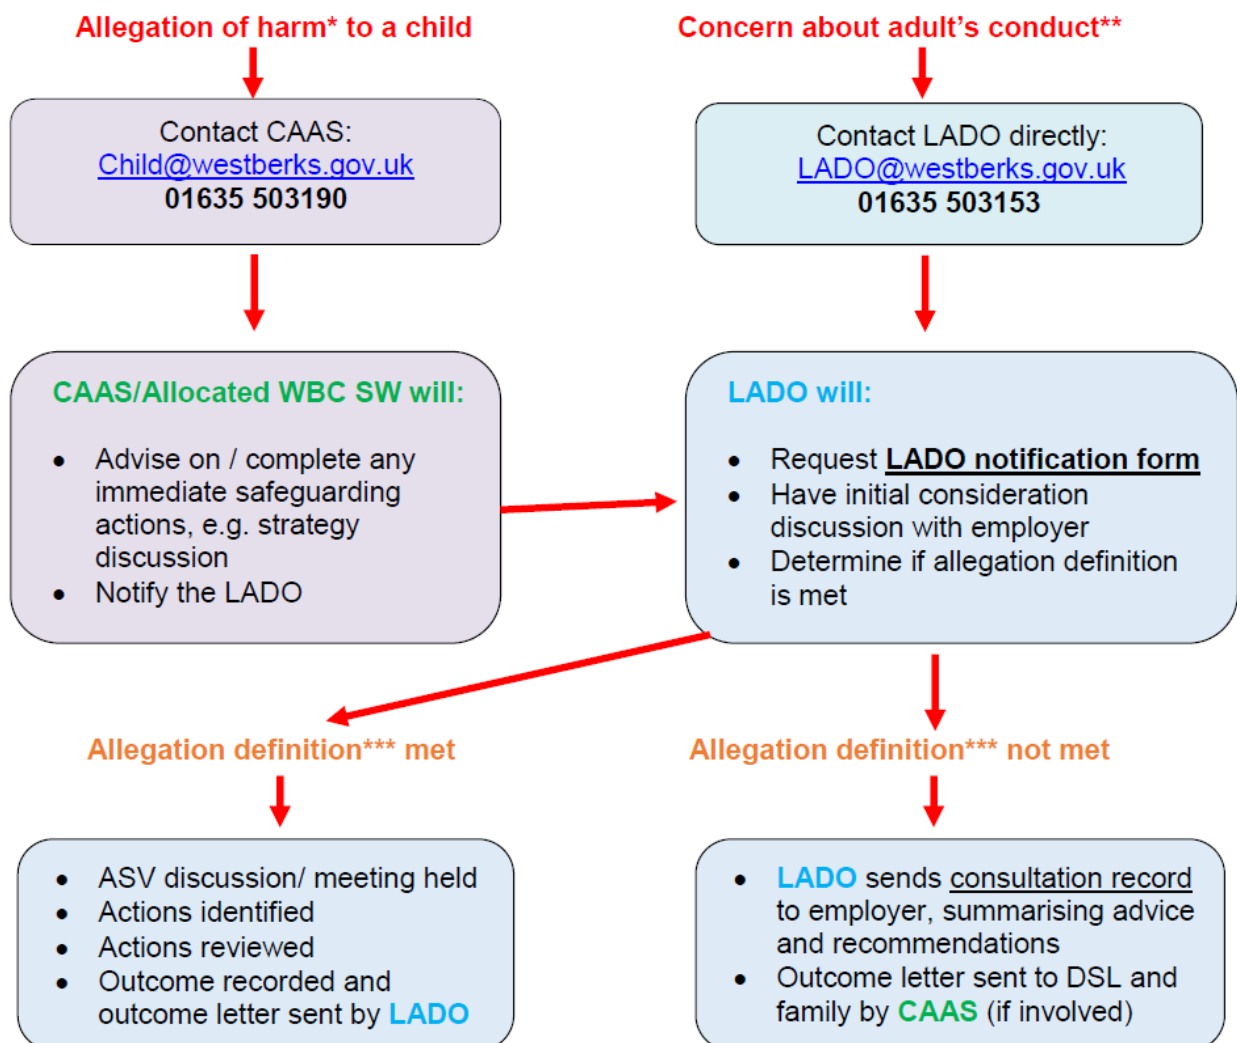 Allegation of harm* to a child
Concern about adult's conduct**
Contact CAAS:
Child@westberks.gov.uk
01635 503190
Contact LADO directly:
LADO@westberks.gov.uk
01635 503153
CAAS/Allocated WBC SW will:
• Advise on / complete any
immediate safeguarding
actions, e.g. strategy
discussion
• Notify the LADO
LADO will:
• Request LADO notification form
• Have initial consideration
discussion with employer
• Determine if allegation definition
is met
Allegation definition*** met
Allegation definition*** not met
• ASV discussion/ meeting held
• Actions identified
• Actions reviewed
• Outcome recorded and
outcome letter sent by LADO
• LADO sends consultation record
to employer, summarising advice
and recommendations
• Outcome letter sent to DSL and
family by CAAS (if involved)